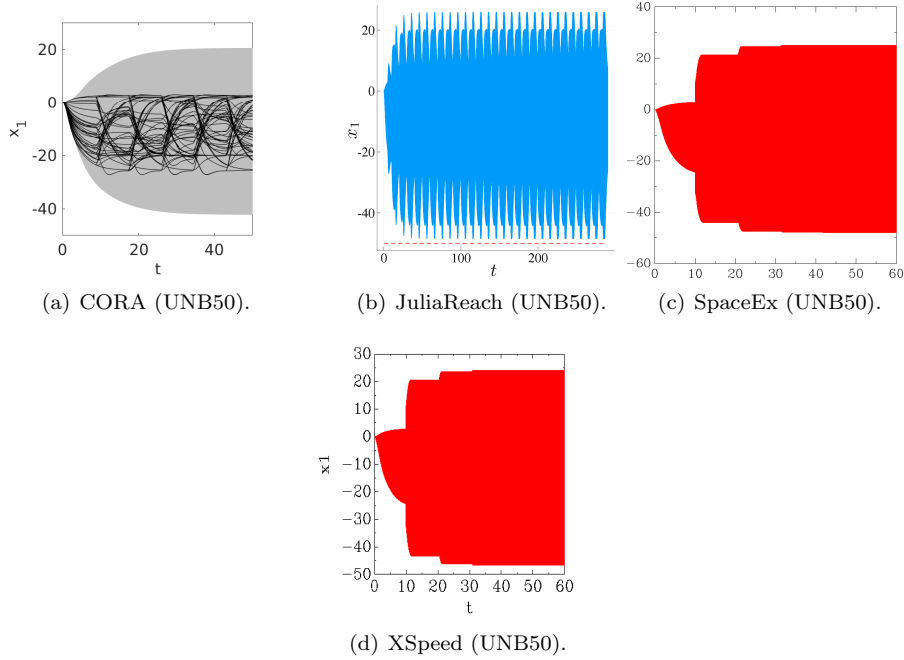 20
0
-20
-40
0 20 40
x1
t
(a) CORA (UNB50).
20
0
-20
-40
0 100 200
x1
t
(b) JuliaReach (UNB50).
40
20
0
−20
−40
−60
0 10 20 30 40 50 60
(c) SpaceEx (UNB50).
30
20
10
0
−10
−20
−30
−40
−50
0 10 20 30 40 50 60
x1
t
(d) XSpeed (UNB50).